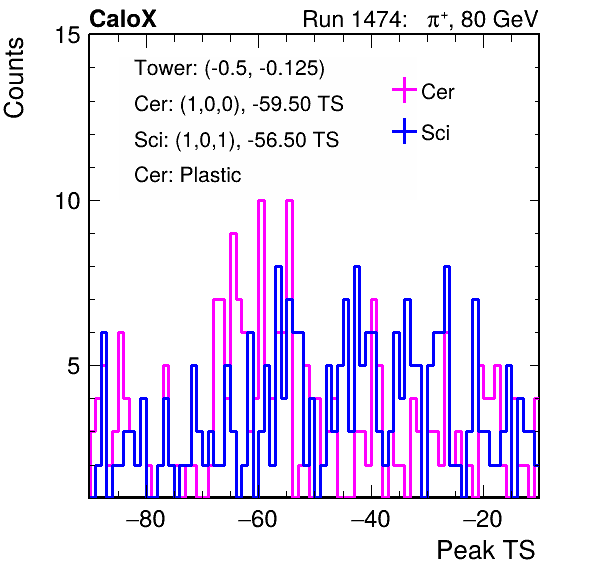 CaloX Run 1474: π+, 80 GeV
Counts
15
10
5
Tower: (-0.5, -0.125)
Cer: (1,0,0), -59.50 TS
Sci: (1,0,1), -56.50 TS
Cer: Plastic
Cer
Sci
−80 −60 −40 −20
Peak TS